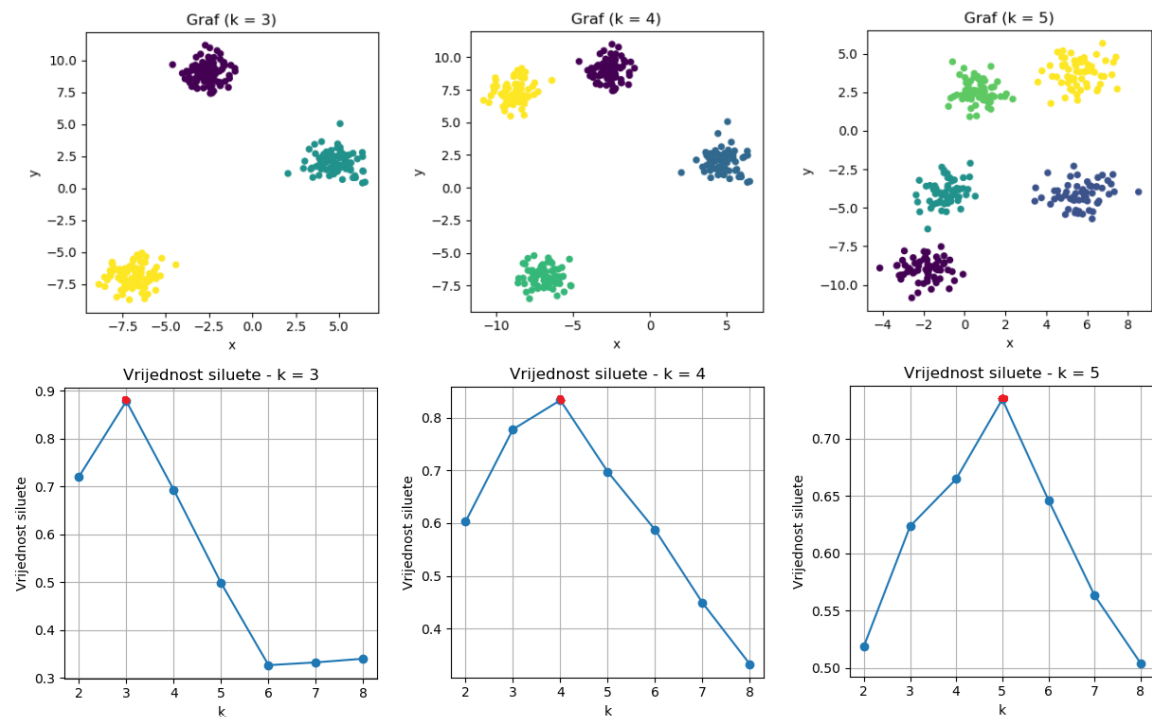 Graf (k = 3)
y
10.0
7.5
5.0
2.5
0.0
−2.5
−5.0
−7.5
−7.5 −5.0 −2.5 0.0 2.5 5.0
x
Graf (k = 4)
y
10.0
7.5
5.0
2.5
0.0
−2.5
−5.0
−7.5
−10 −5 0 5
x
Graf (k = 5)
y
5.0
2.5
0.0
−2.5
−5.0
−7.5
−10.0
−4 −2 0 2 4 6 8
x
Vrijednost siluete - k = 3
Vrijednost siluete
0.9
0.8
0.7
0.6
0.5
0.4
0.3
2 3 4 5 6 7 8
k
Vrijednost siluete - k = 4
Vrijednost siluete
0.8
0.7
0.6
0.5
0.4
2 3 4 5 6 7 8
k
Vrijednost siluete - k = 5
Vrijednost siluete
0.70
0.65
0.60
0.55
0.50
2 3 4 5 6 7 8
k